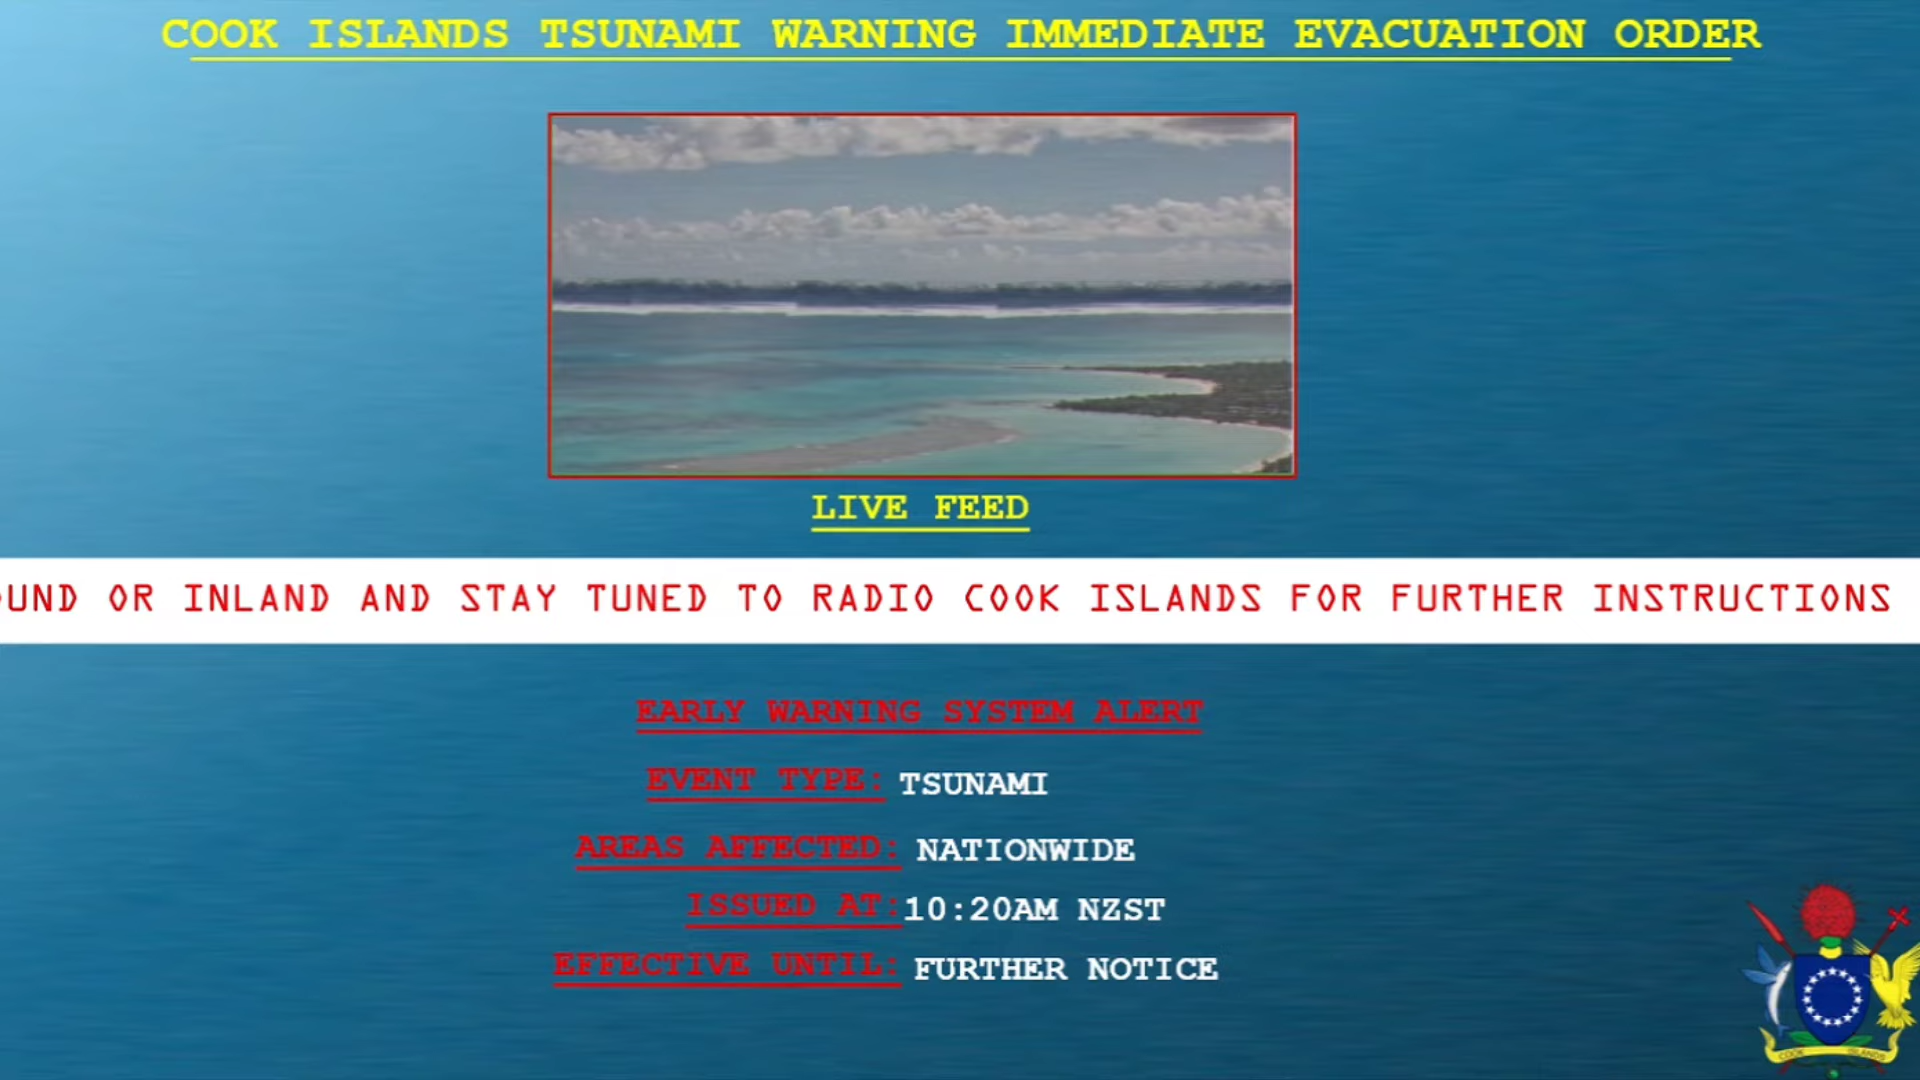 COOK ISLANDS TSUNAMI WARNING IMMEDIATE EVACUATION ORDER
LIVE FEED
OR INLAND AND STAY TUNED TO RADIO COOK ISLANDS FOR FURTHER INSTRUCTIONS
EARLY WARNING SYSTEM ALERT
EVENT TYPE: TSUNAMI
AREAS AFFECTED: NATIONWIDE
ISSUED AT:10:20AM NZST
EFFECTIVE UNTIL: FURTHER NOTICE
COOK ISLANDS